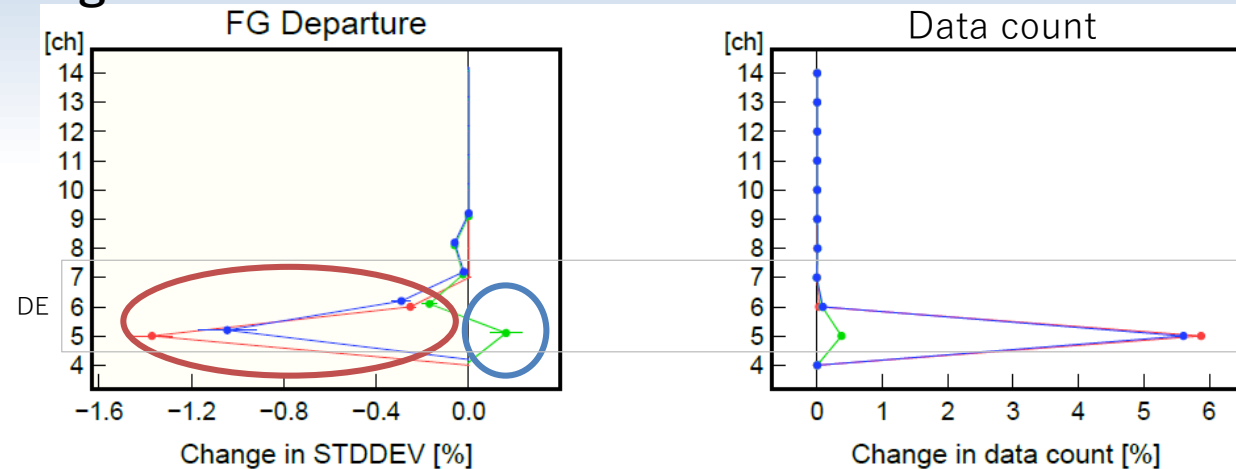 FG Departure
[ch]
14
13
12
11
10
9
8
7
6
5
4
DE
−1.6 −1.2 −0.8 −0.4 0.0
Change in STDDEV [%]
Data count
[ch]
14
13
12
11
10
9
8
7
6
5
4
0 1 2 3 4 5 6
Change in data count [%]